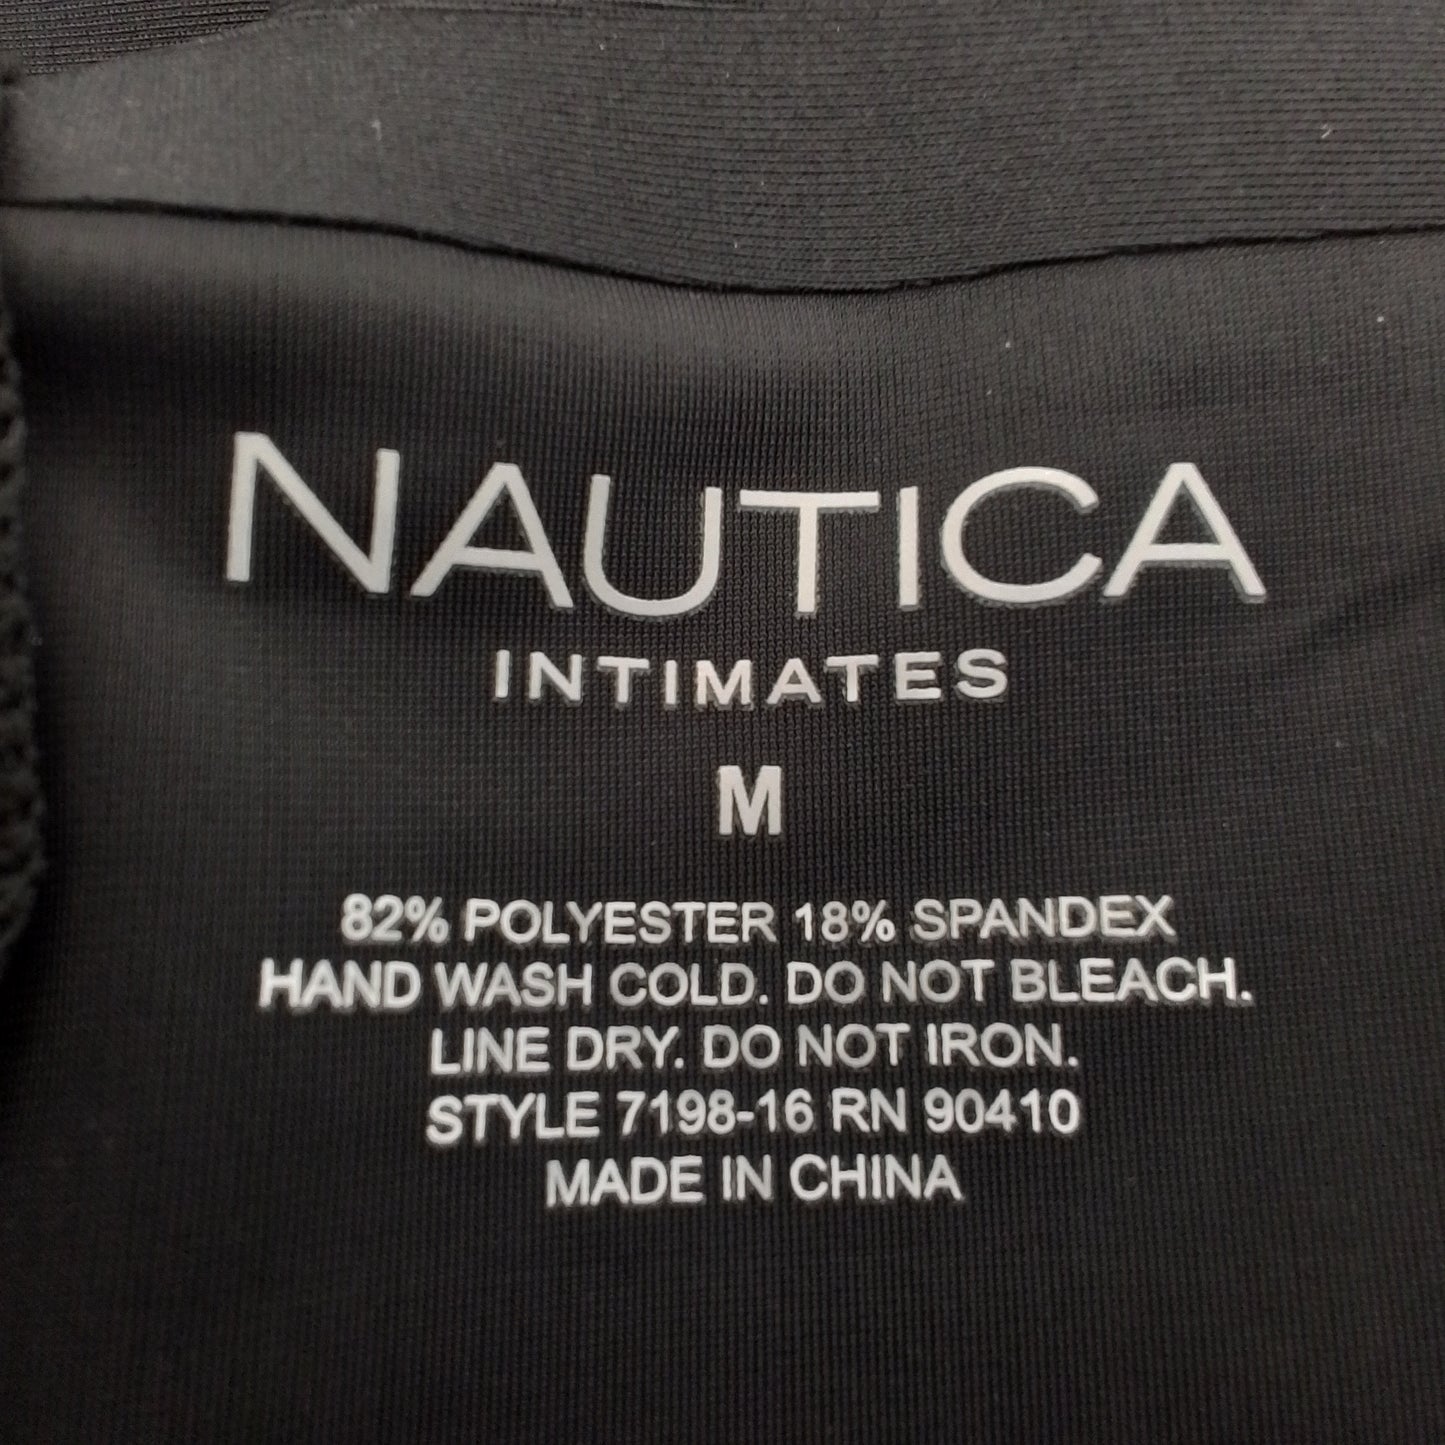 NAUTICA
INTIMATES
M
82% POLYESTER 18% SPANDEX
HAND WASH COLD. DO NOT BLEACH.
LINE DRY. DO NOT IRON.
STYLE 7198-16 RN 90410
MADE IN CHINA